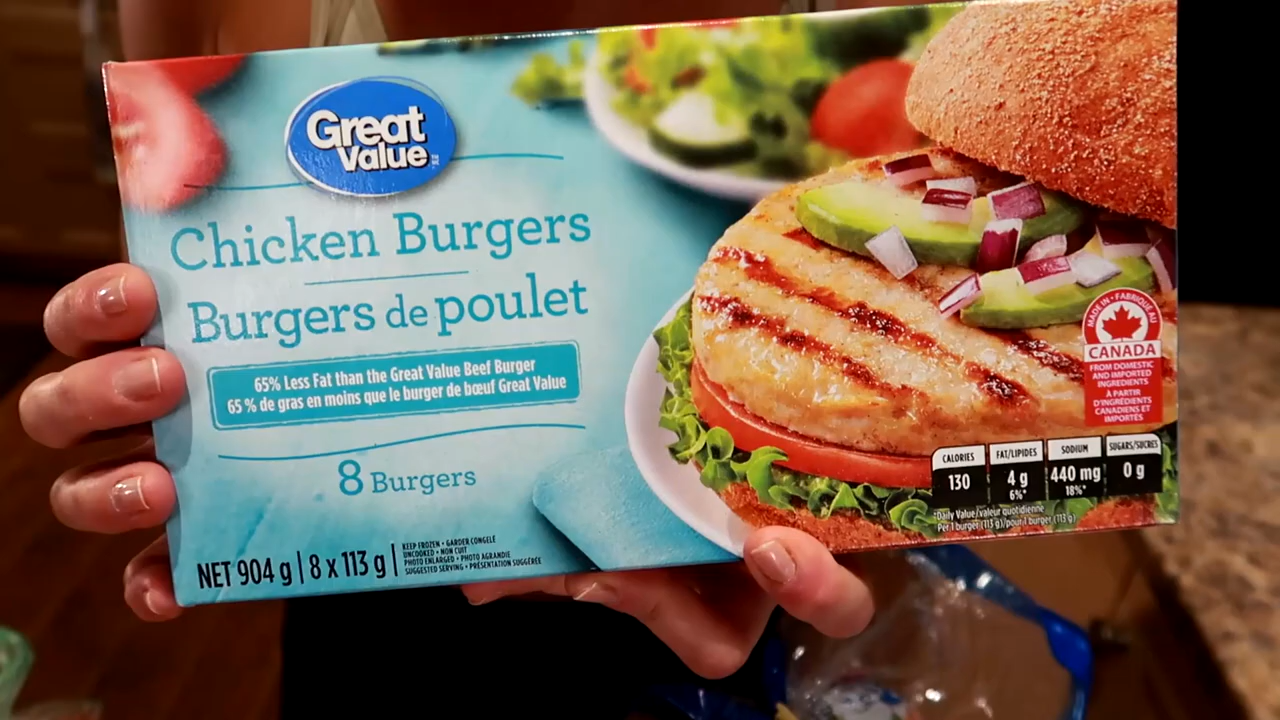 Great
Value
Chicken Burgers
Burgers de poulet
65% Less Fat than the Great Value Beef Burger
65 % de gras en moins que le burger de bœuf Great Value
8 Burgers
NET 904 g | 8 x 113 g
KEEP FROZEN • GARDER CONGELÉ
UNCOOKED • NON CUIT
PHOTO ENLARGED • PHOTO AGRANDIE
SUGGESTED SERVING • PRÉSENTATION SUGGÉRÉE
MADE IN • FABRIQUÉ AU
CANADA
FROM DOMESTIC
AND IMPORTED
INGREDIENTS
À PARTIR
D'INGRÉDIENTS
CANADIENS ET
IMPORTÉS
CALORIES
130
FAT/LIPIDES
4 g
6%*
SODIUM
440 mg
18%*
SUGARS/SUCRES
0 g
*Daily Value/valeur quotidienne
Per 1 burger (113 g)/pour 1 burger (113 g)